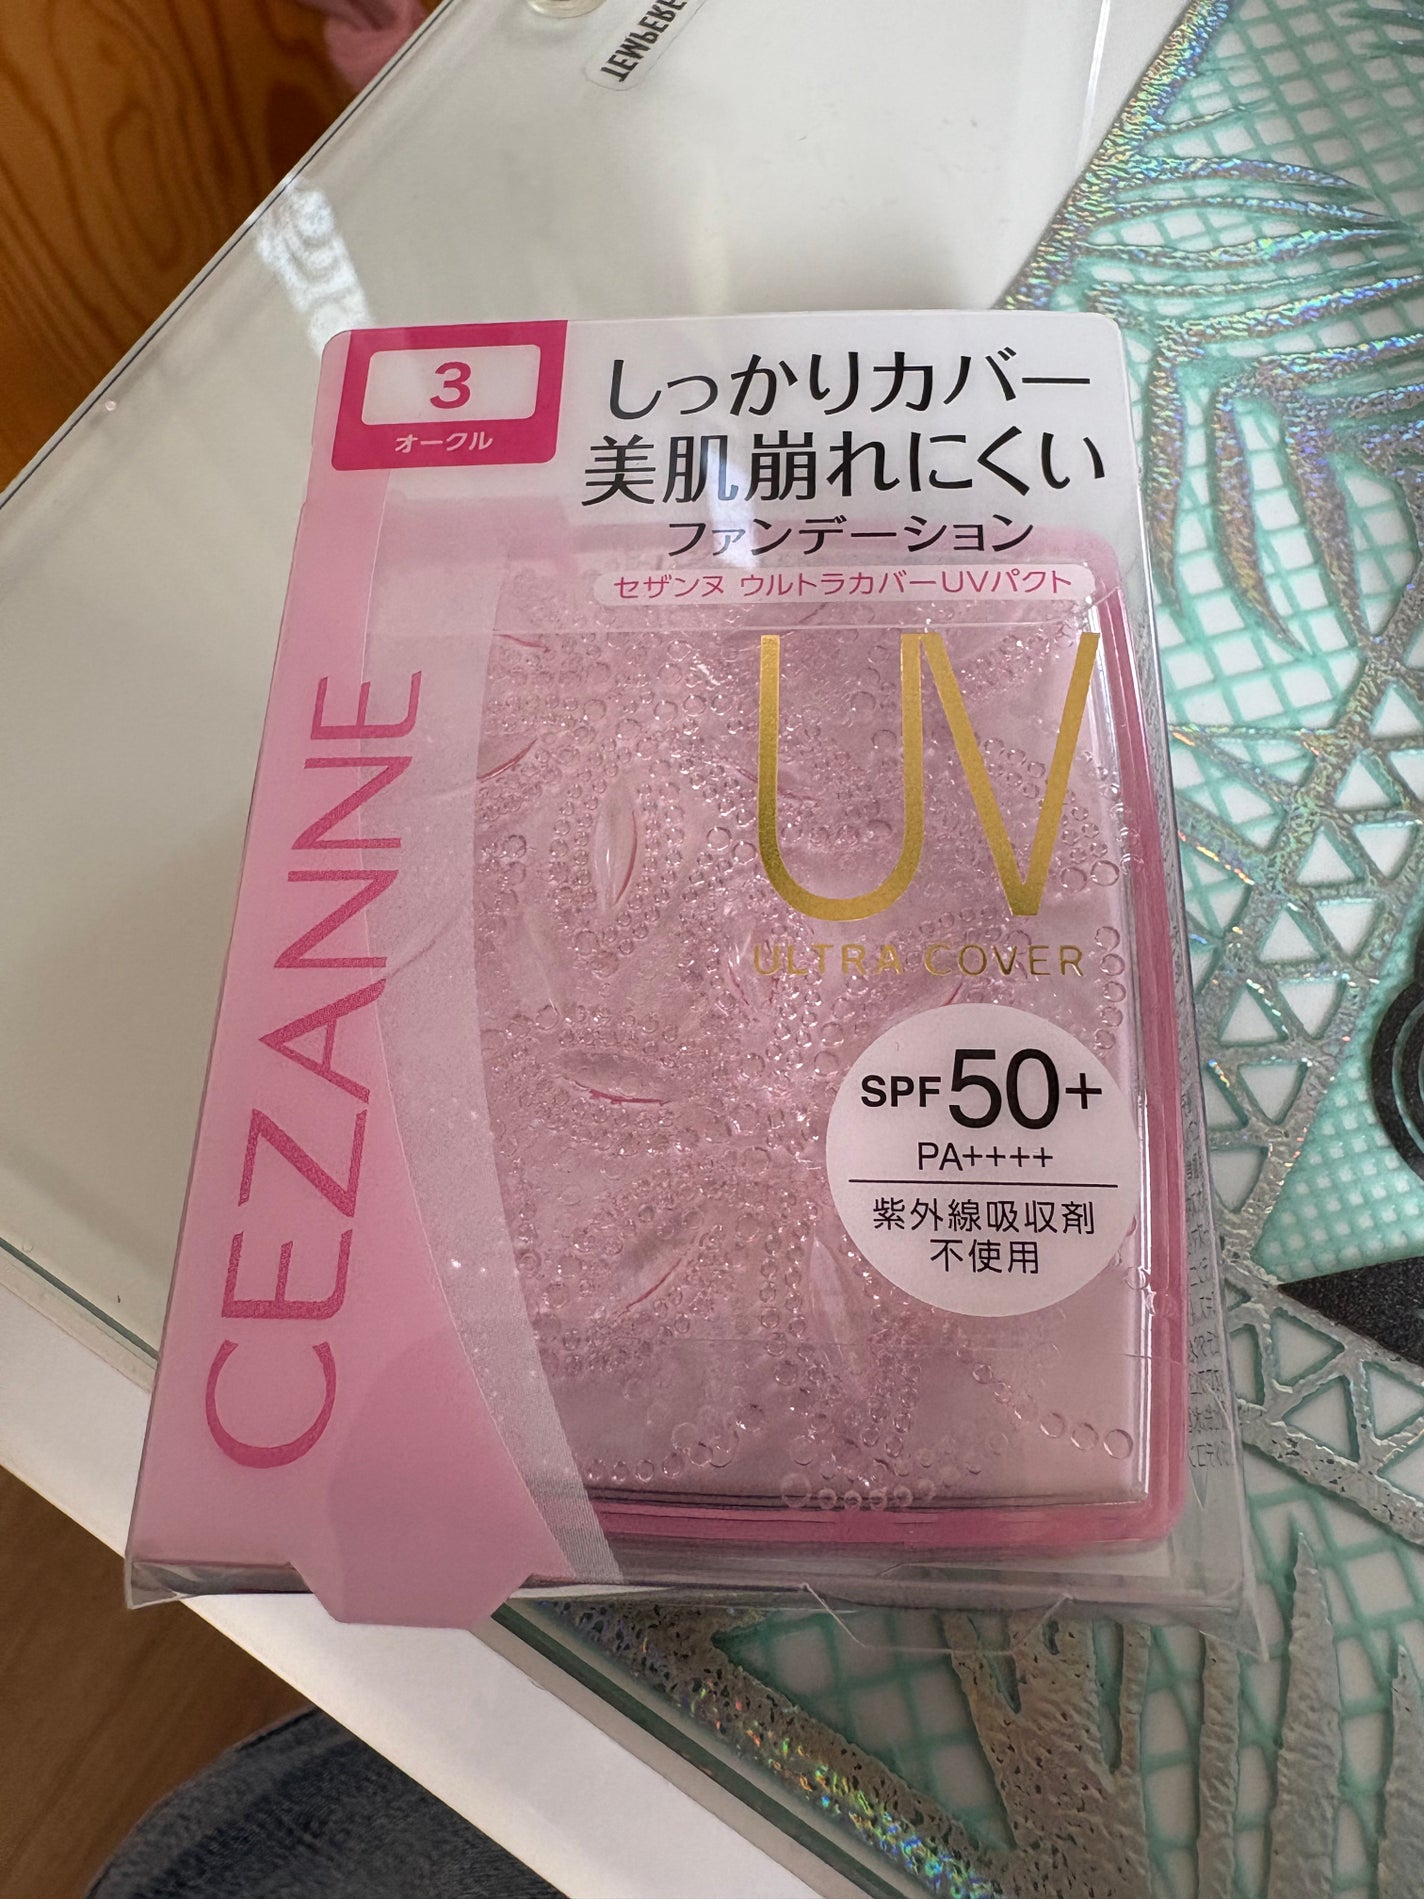 3
オークル
しっかりカバー
美肌崩れにくい
ファンデーション
セザンヌ ウルトラカバーUVパクト
CEZANNE
UV
ULTRA COVER
SPF50+
PA++++
紫外線吸収剤
不使用